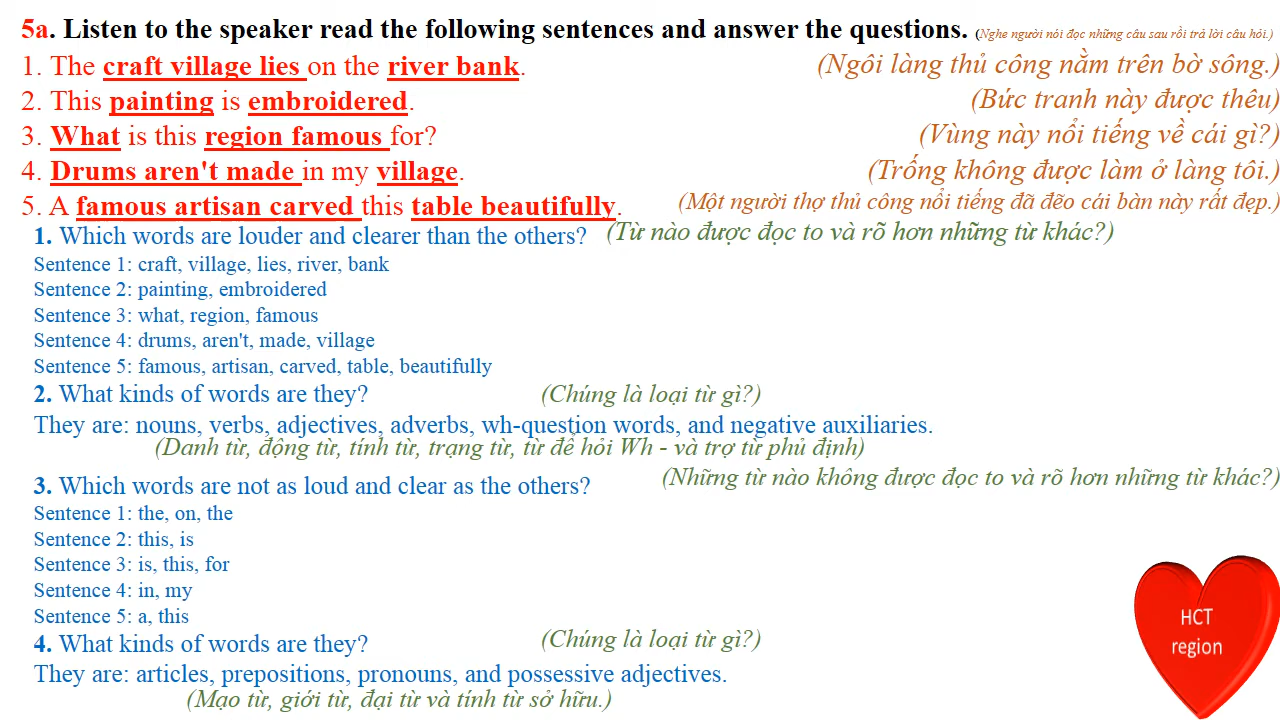 5a. Listen to the speaker read the following sentences and answer the questions. (Nghe người nói đọc những câu sau rồi trả lời câu hỏi.)
1. The craft village lies on the river bank. (Ngôi làng thủ công nằm trên bờ sông.)
2. This painting is embroidered. (Bức tranh này được thêu)
3. What is this region famous for? (Vùng này nổi tiếng về cái gì?)
4. Drums aren't made in my village. (Trống không được làm ở làng tôi.)
5. A famous artisan carved this table beautifully. (Một người thợ thủ công nổi tiếng đã đẽo cái bàn này rất đẹp.)
1. Which words are louder and clearer than the others? (Từ nào được đọc to và rõ hơn những từ khác?)
Sentence 1: craft, village, lies, river, bank
Sentence 2: painting, embroidered
Sentence 3: what, region, famous
Sentence 4: drums, aren't, made, village
Sentence 5: famous, artisan, carved, table, beautifully
2. What kinds of words are they? (Chúng là loại từ gì?)
They are: nouns, verbs, adjectives, adverbs, wh-question words, and negative auxiliaries.
(Danh từ, động từ, tính từ, trạng từ, từ để hỏi Wh - và trợ từ phủ định)
3. Which words are not as loud and clear as the others? (Những từ nào không được đọc to và rõ hơn những từ khác?)
Sentence 1: the, on, the
Sentence 2: this, is
Sentence 3: is, this, for
Sentence 4: in, my
Sentence 5: a, this
4. What kinds of words are they? (Chúng là loại từ gì?)
They are: articles, prepositions, pronouns, and possessive adjectives.
(Mạo từ, giới từ, đại từ và tính từ sở hữu.)
HCT
region